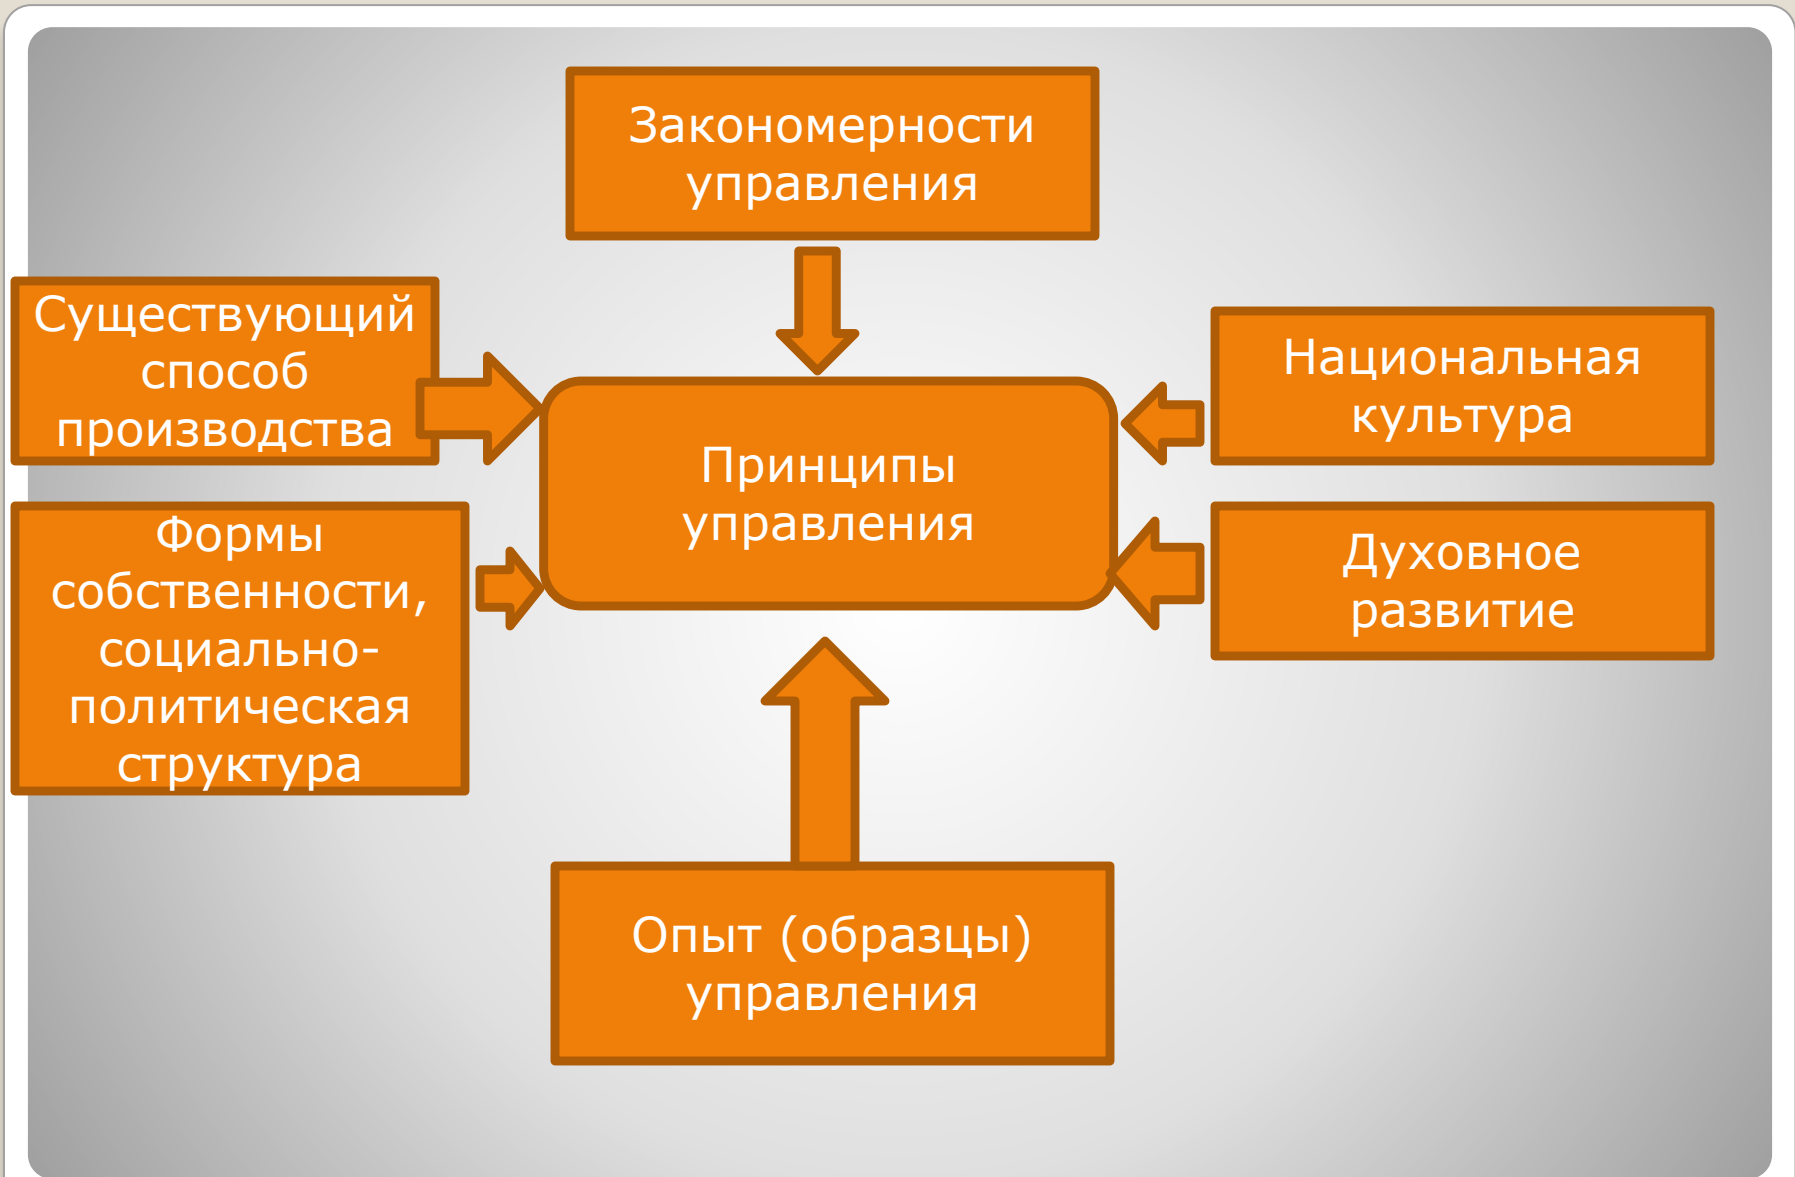 Закономерности
управления
Существующий
способ
производства
Национальная
культура
Принципы
управления
Формы
собственности,
социально-
политическая
структура
Духовное
развитие
Опыт (образцы)
управления